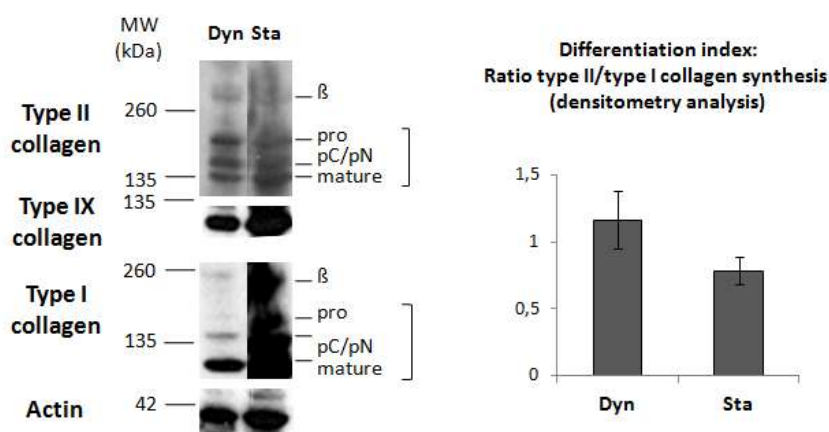 MW
(kDa)
Dyn Sta
Type II
collagen
260
135
ß
pro
pC/pN
mature
Type IX
collagen
135
Type I
collagen
260
135
ß
pro
pC/pN
mature
Actin
42
Differentiation index:
Ratio type II/type I collagen synthesis
(densitometry analysis)
1,5
1
0,5
0
Dyn Sta